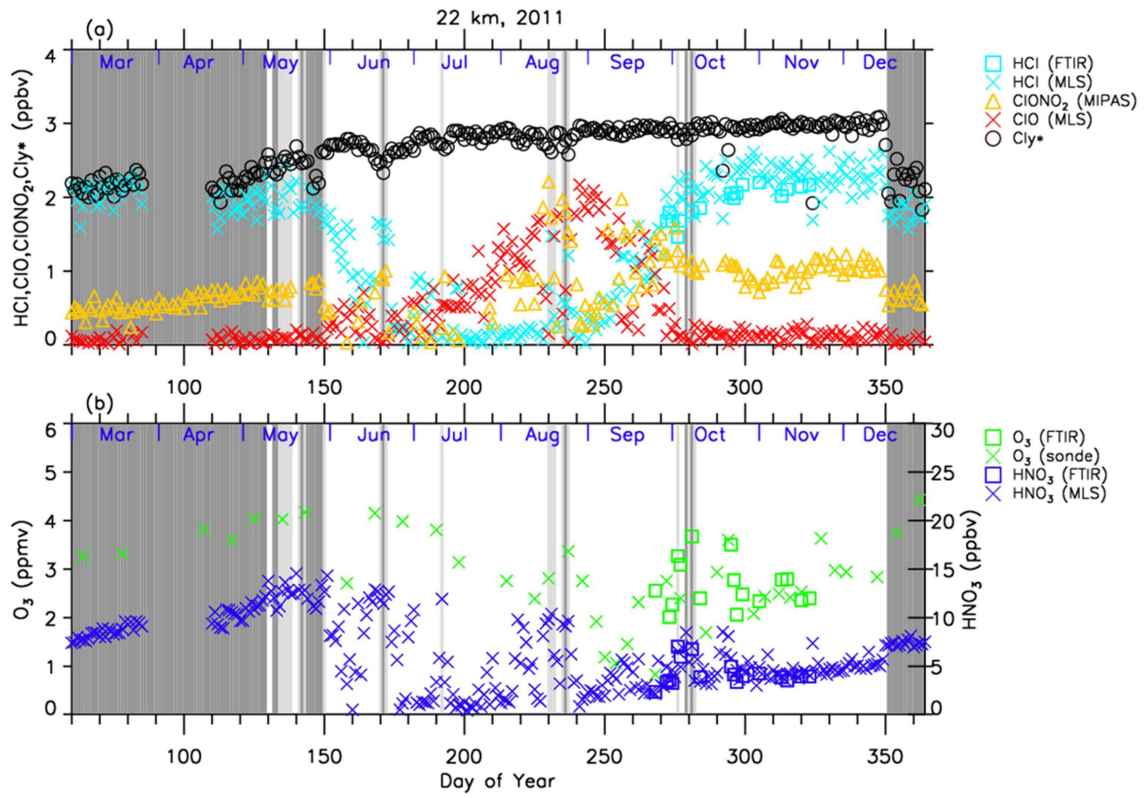 22 km, 2011
(a)
Mar Apr May Jun Jul Aug Sep Oct Nov Dec
HCl,ClO,ClONO₂,Cly* (ppbv)
4
3
2
1
0
100 150 200 250 300 350
HCl (FTIR)
HCl (MLS)
ClONO₂ (MIPAS)
ClO (MLS)
Cly*
(b)
Mar Apr May Jun Jul Aug Sep Oct Nov Dec
O₃ (ppmv)
6
5
4
3
2
1
0
30
25
20
15
10
5
0
HNO₃ (ppbv)
100 150 200 250 300 350
Day of Year
O₃ (FTIR)
O₃ (sonde)
HNO₃ (FTIR)
HNO₃ (MLS)